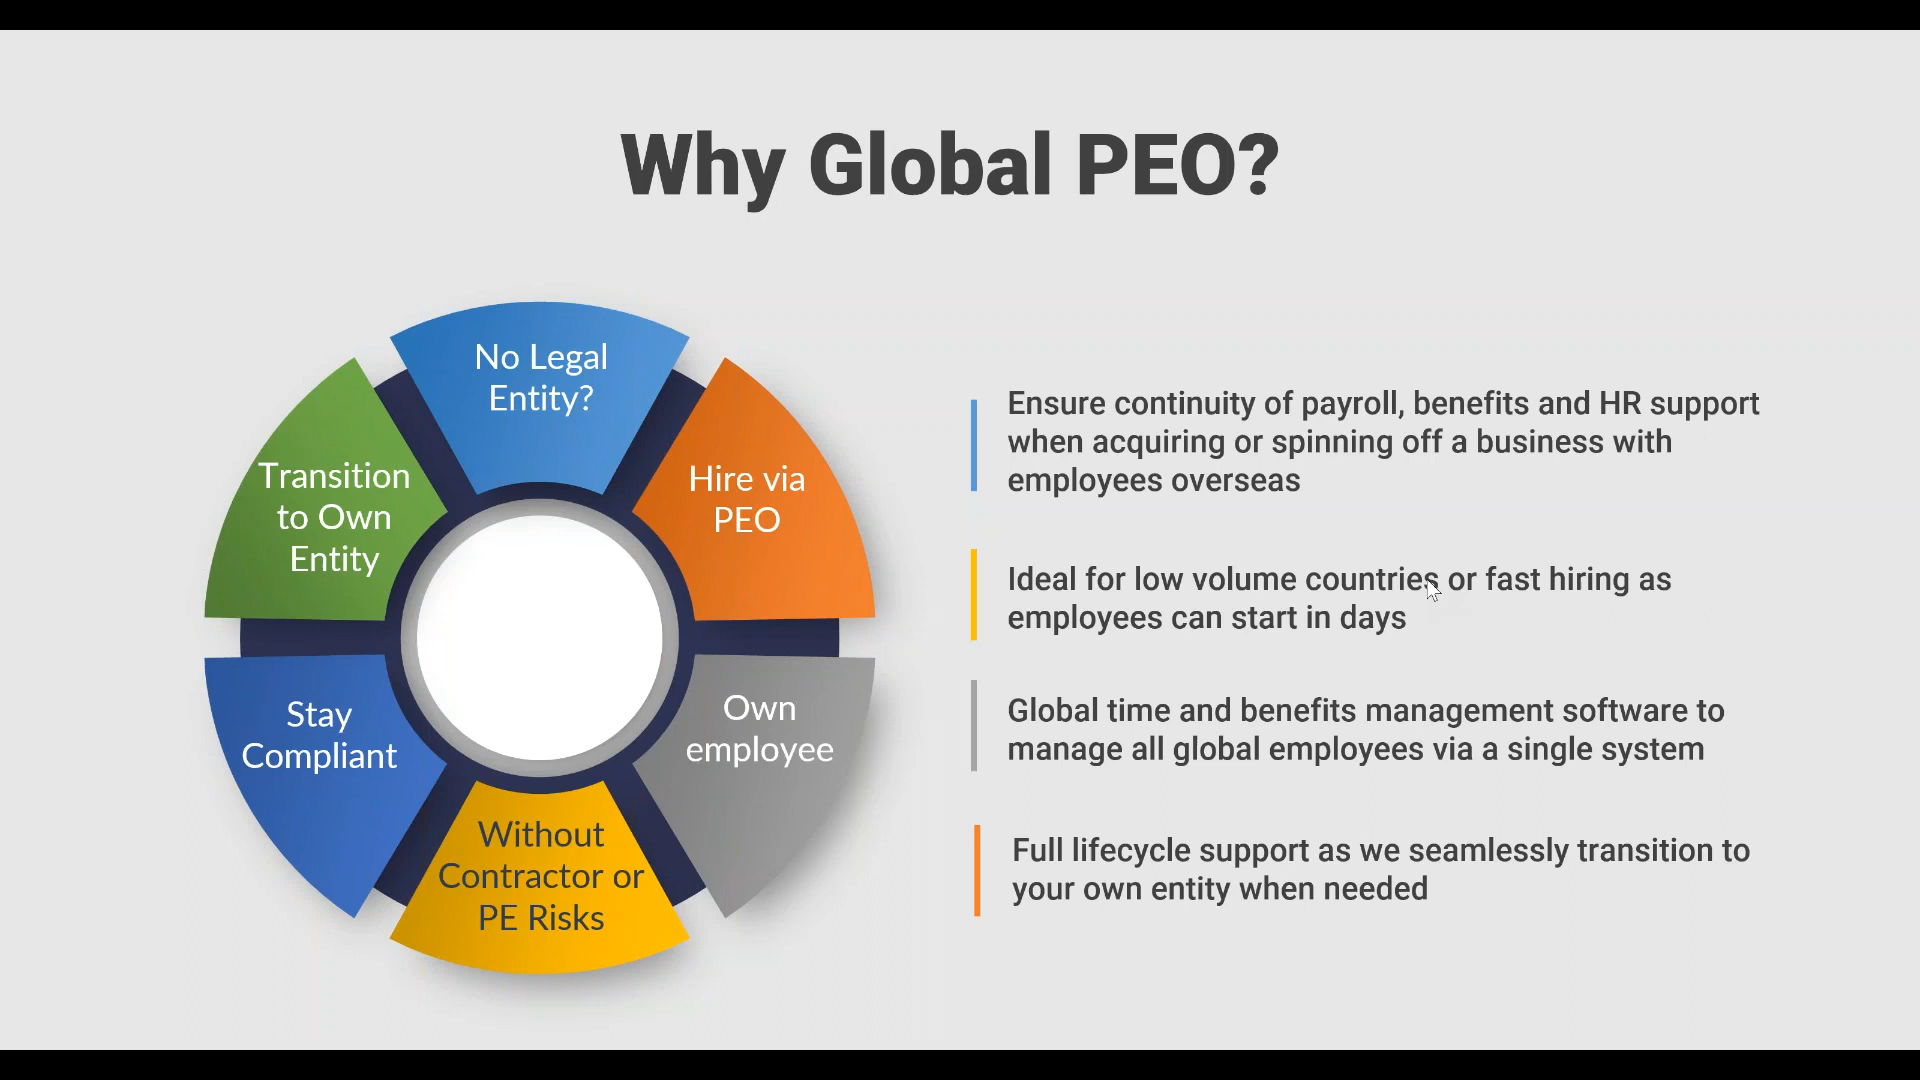 Why Global PEO?
No Legal
Entity?
Hire via
PEO
Own
employee
Without
Contractor or
PE Risks
Stay
Compliant
Transition
to Own
Entity
Ensure continuity of payroll, benefits and HR support
when acquiring or spinning off a business with
employees overseas
Ideal for low volume countries or fast hiring as
employees can start in days
Global time and benefits management software to
manage all global employees via a single system
Full lifecycle support as we seamlessly transition to
your own entity when needed